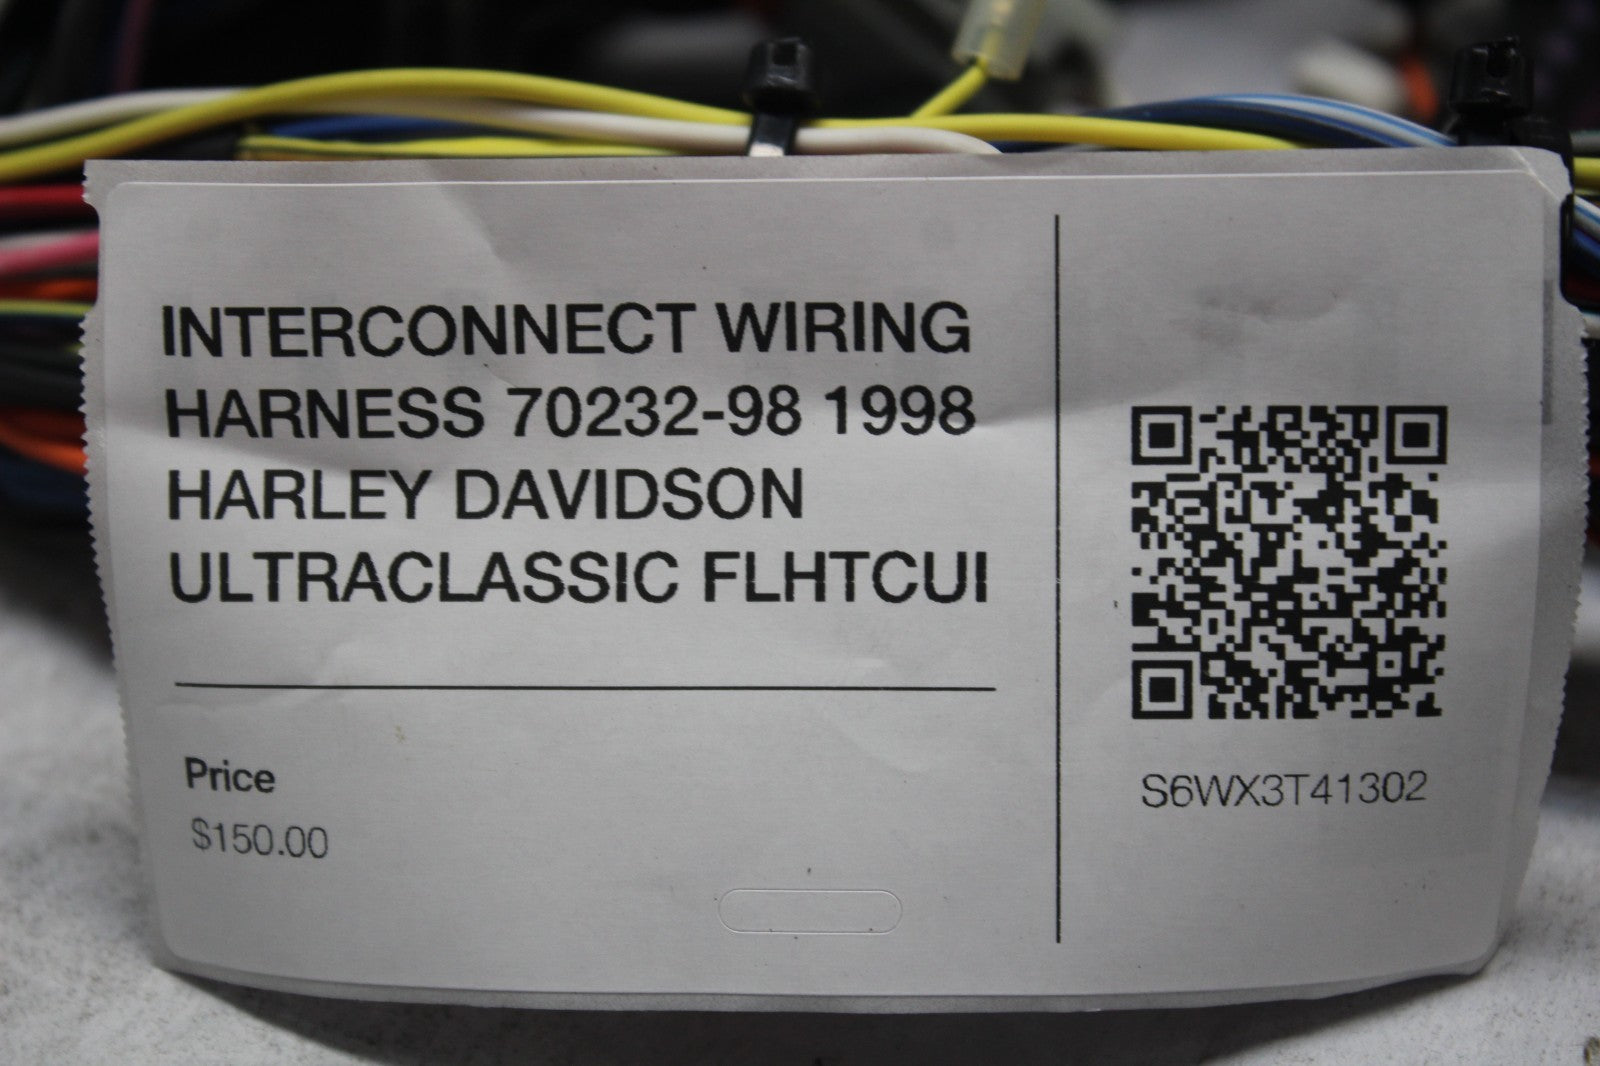 INTERCONNECT WIRING
HARNESS 70232-98 1998
HARLEY DAVIDSON
ULTRACLASSIC FLHTCUI
Price
$150.00
S6WX3T41302